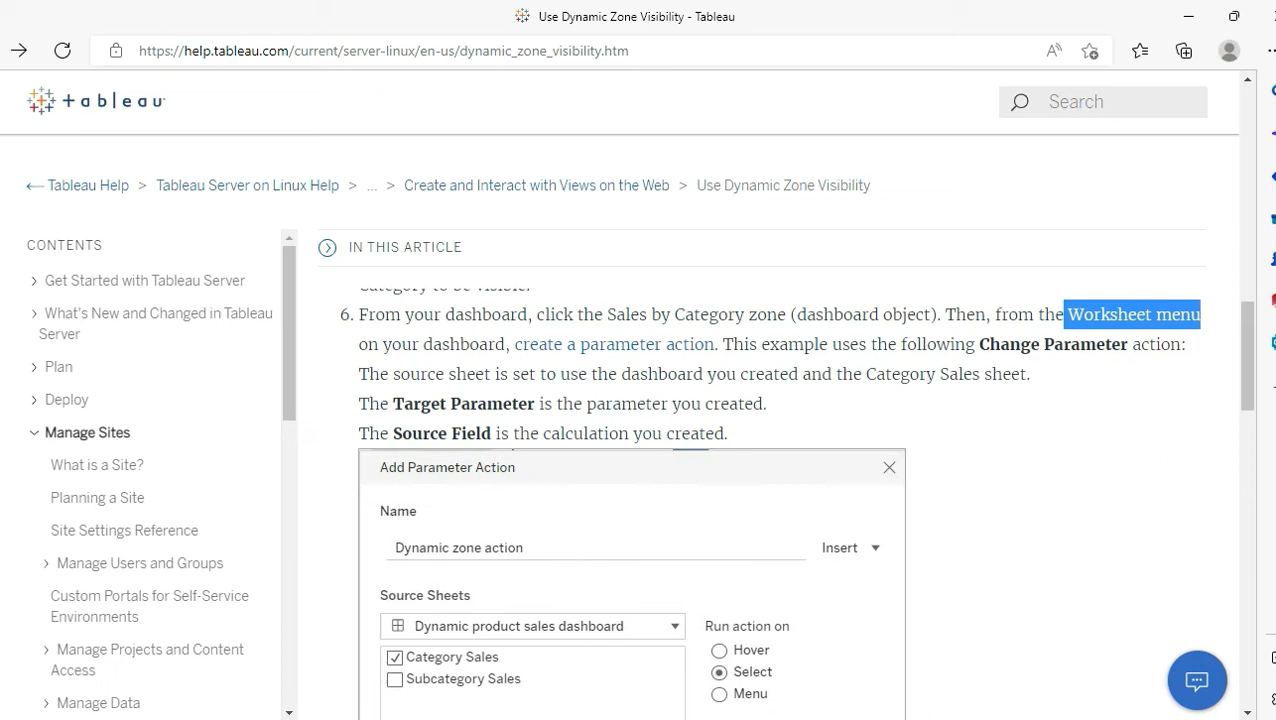 Use Dynamic Zone Visibility - Tableau
https://help.tableau.com/current/server-linux/en-us/dynamic_zone_visibility.htm
+ a b l e a u
Search
Tableau Help > Tableau Server on Linux Help > ... > Create and Interact with Views on the Web > Use Dynamic Zone Visibility
CONTENTS
Get Started with Tableau Server
What's New and Changed in Tableau
Server
Plan
Deploy
Manage Sites
What is a Site?
Planning a Site
Site Settings Reference
Manage Users and Groups
Custom Portals for Self-Service
Environments
Manage Projects and Content
Access
Manage Data
IN THIS ARTICLE
Category to be visible.
6. From your dashboard, click the Sales by Category zone (dashboard object). Then, from the Worksheet menu
on your dashboard, create a parameter action. This example uses the following Change Parameter action:
The source sheet is set to use the dashboard you created and the Category Sales sheet.
The Target Parameter is the parameter you created.
The Source Field is the calculation you created.
Add Parameter Action
Name
Dynamic zone action
Insert
Source Sheets
Dynamic product sales dashboard
Category Sales
Subcategory Sales
Run action on
Hover
Select
Menu